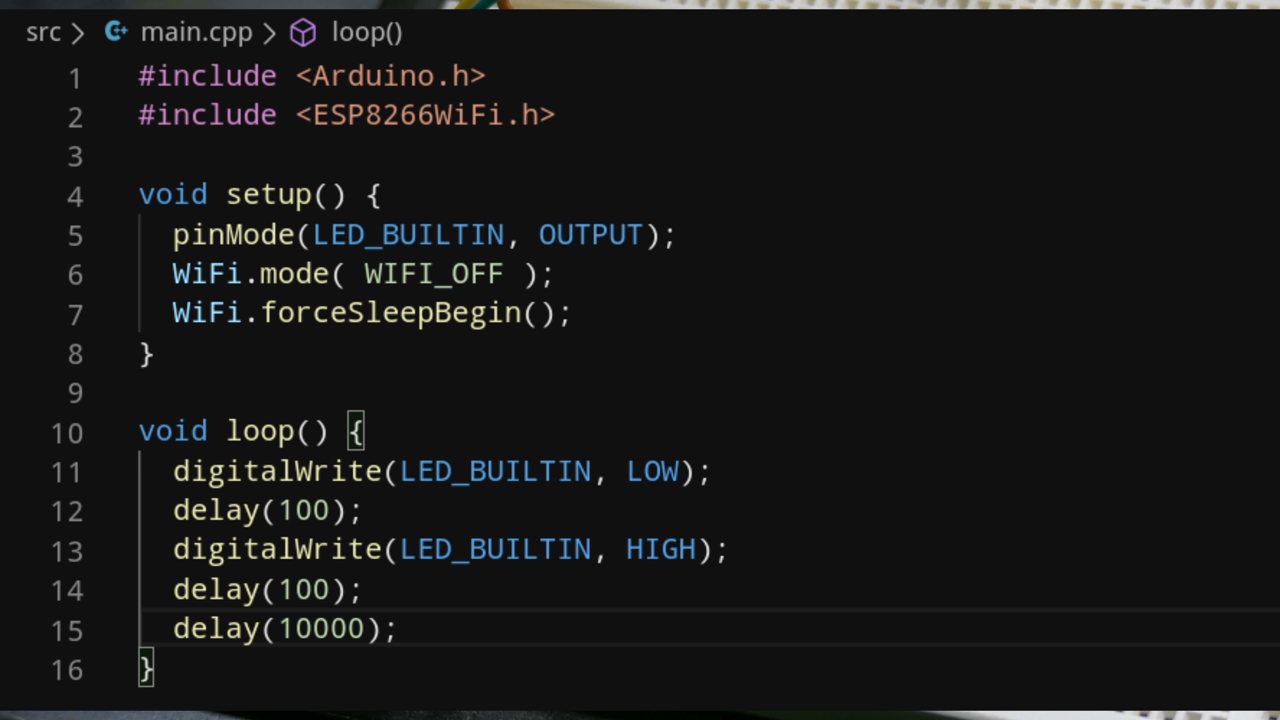 src > main.cpp > loop()
1 #include <Arduino.h>
2 #include <ESP8266WiFi.h>
3
4 void setup() {
5   pinMode(LED_BUILTIN, OUTPUT);
6   WiFi.mode( WIFI_OFF );
7   WiFi.forceSleepBegin();
8 }
9
10 void loop() {
11   digitalWrite(LED_BUILTIN, LOW);
12   delay(100);
13   digitalWrite(LED_BUILTIN, HIGH);
14   delay(100);
15   delay(10000);
16 }